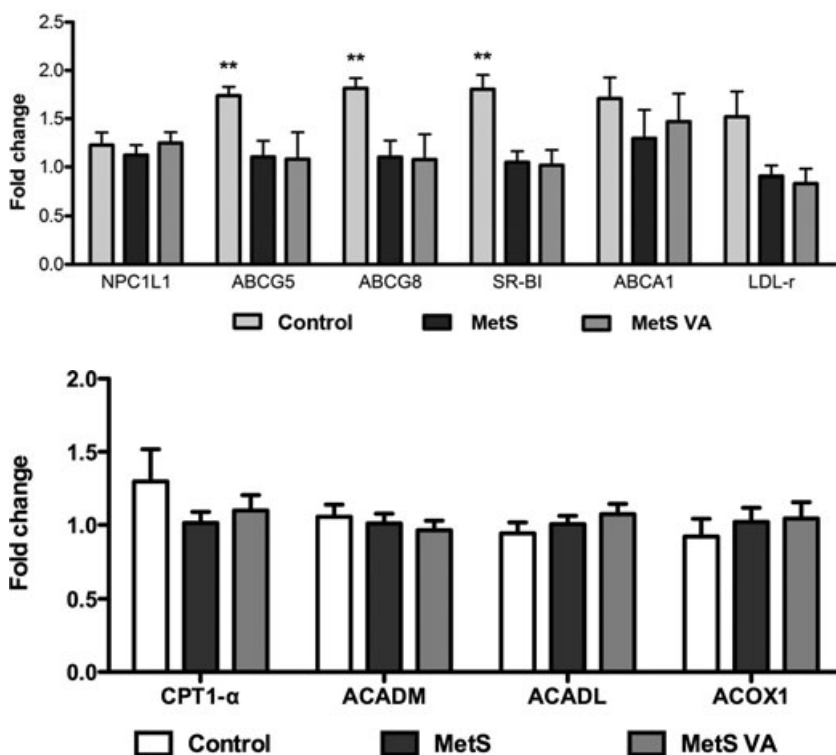 2.5
** ** **
2.0
1.5
1.0
0.5
0.0
Fold change
NPC1L1 ABCG5 ABCG8 SR-BI ABCA1 LDL-r
Control MetS MetS VA
2.0
1.5
1.0
0.5
0.0
Fold change
CPT1-α ACADM ACADL ACOX1
Control MetS MetS VA